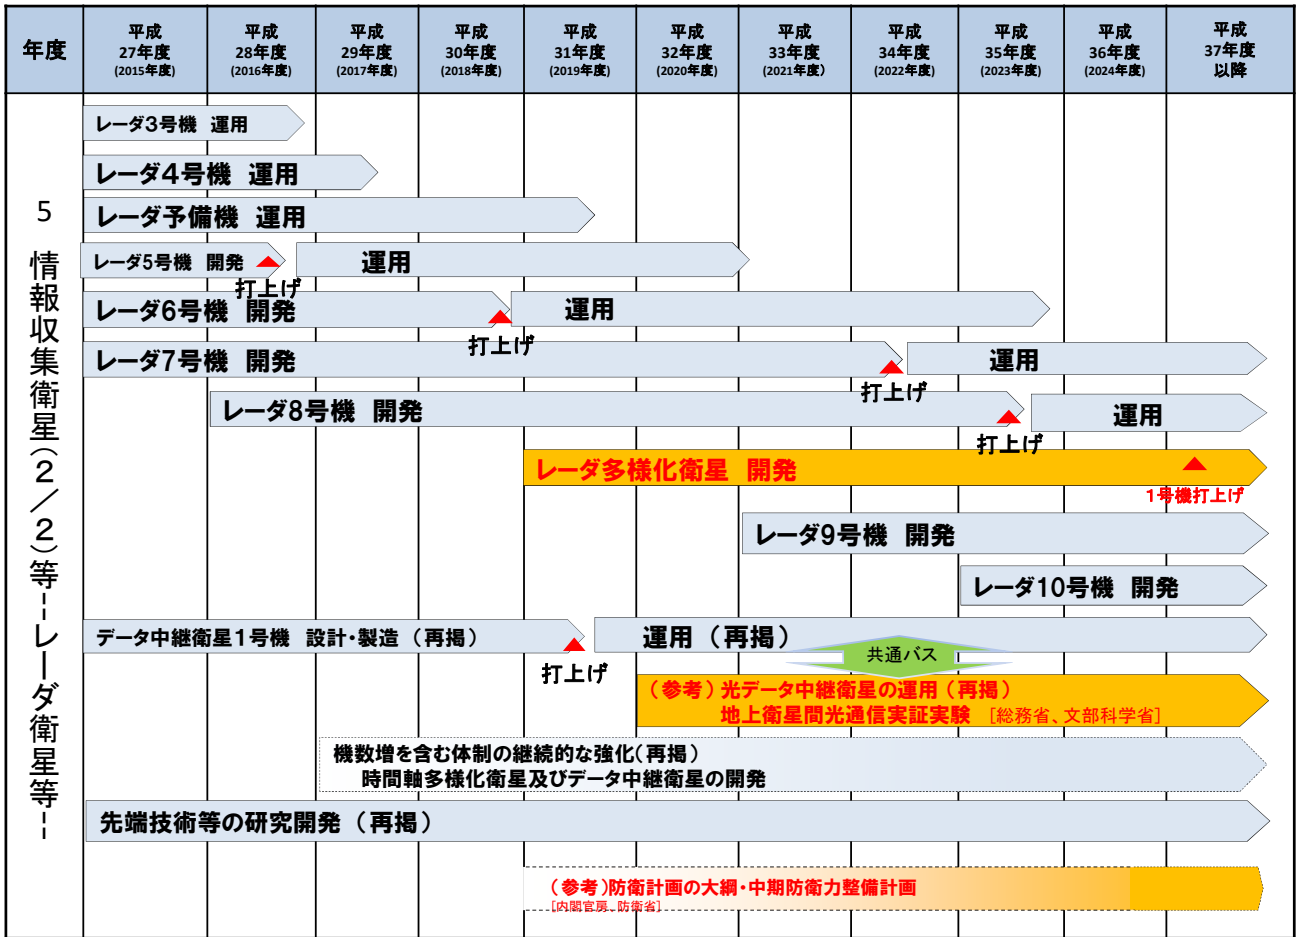 年度
平成
27年度
(2015年度)
平成
28年度
(2016年度)
平成
29年度
(2017年度)
平成
30年度
(2018年度)
平成
31年度
(2019年度)
平成
32年度
(2020年度)
平成
33年度
(2021年度)
平成
34年度
(2022年度)
平成
35年度
(2023年度)
平成
36年度
(2024年度)
平成
37年度
以降
5 情報収集衛星(2/2)等--レーダ衛星等--
レーダ3号機 運用
レーダ4号機 運用
レーダ予備機 運用
レーダ5号機 開発
運用
打上げ
レーダ6号機 開発
運用
打上げ
レーダ7号機 開発
運用
打上げ
レーダ8号機 開発
運用
打上げ
レーダ多様化衛星 開発
1号機打上げ
レーダ9号機 開発
レーダ10号機 開発
データ中継衛星1号機 設計・製造(再掲)
運用(再掲)
打上げ
共通バス
(参考)光データ中継衛星の運用(再掲)
地上衛星間光通信実証実験 [総務省、文部科学省]
機数増を含む体制の継続的な強化(再掲)
時間軸多様化衛星及びデータ中継衛星の開発
先端技術等の研究開発(再掲)
(参考)防衛計画の大綱・中期防衛力整備計画
[内閣官房、防衛省]